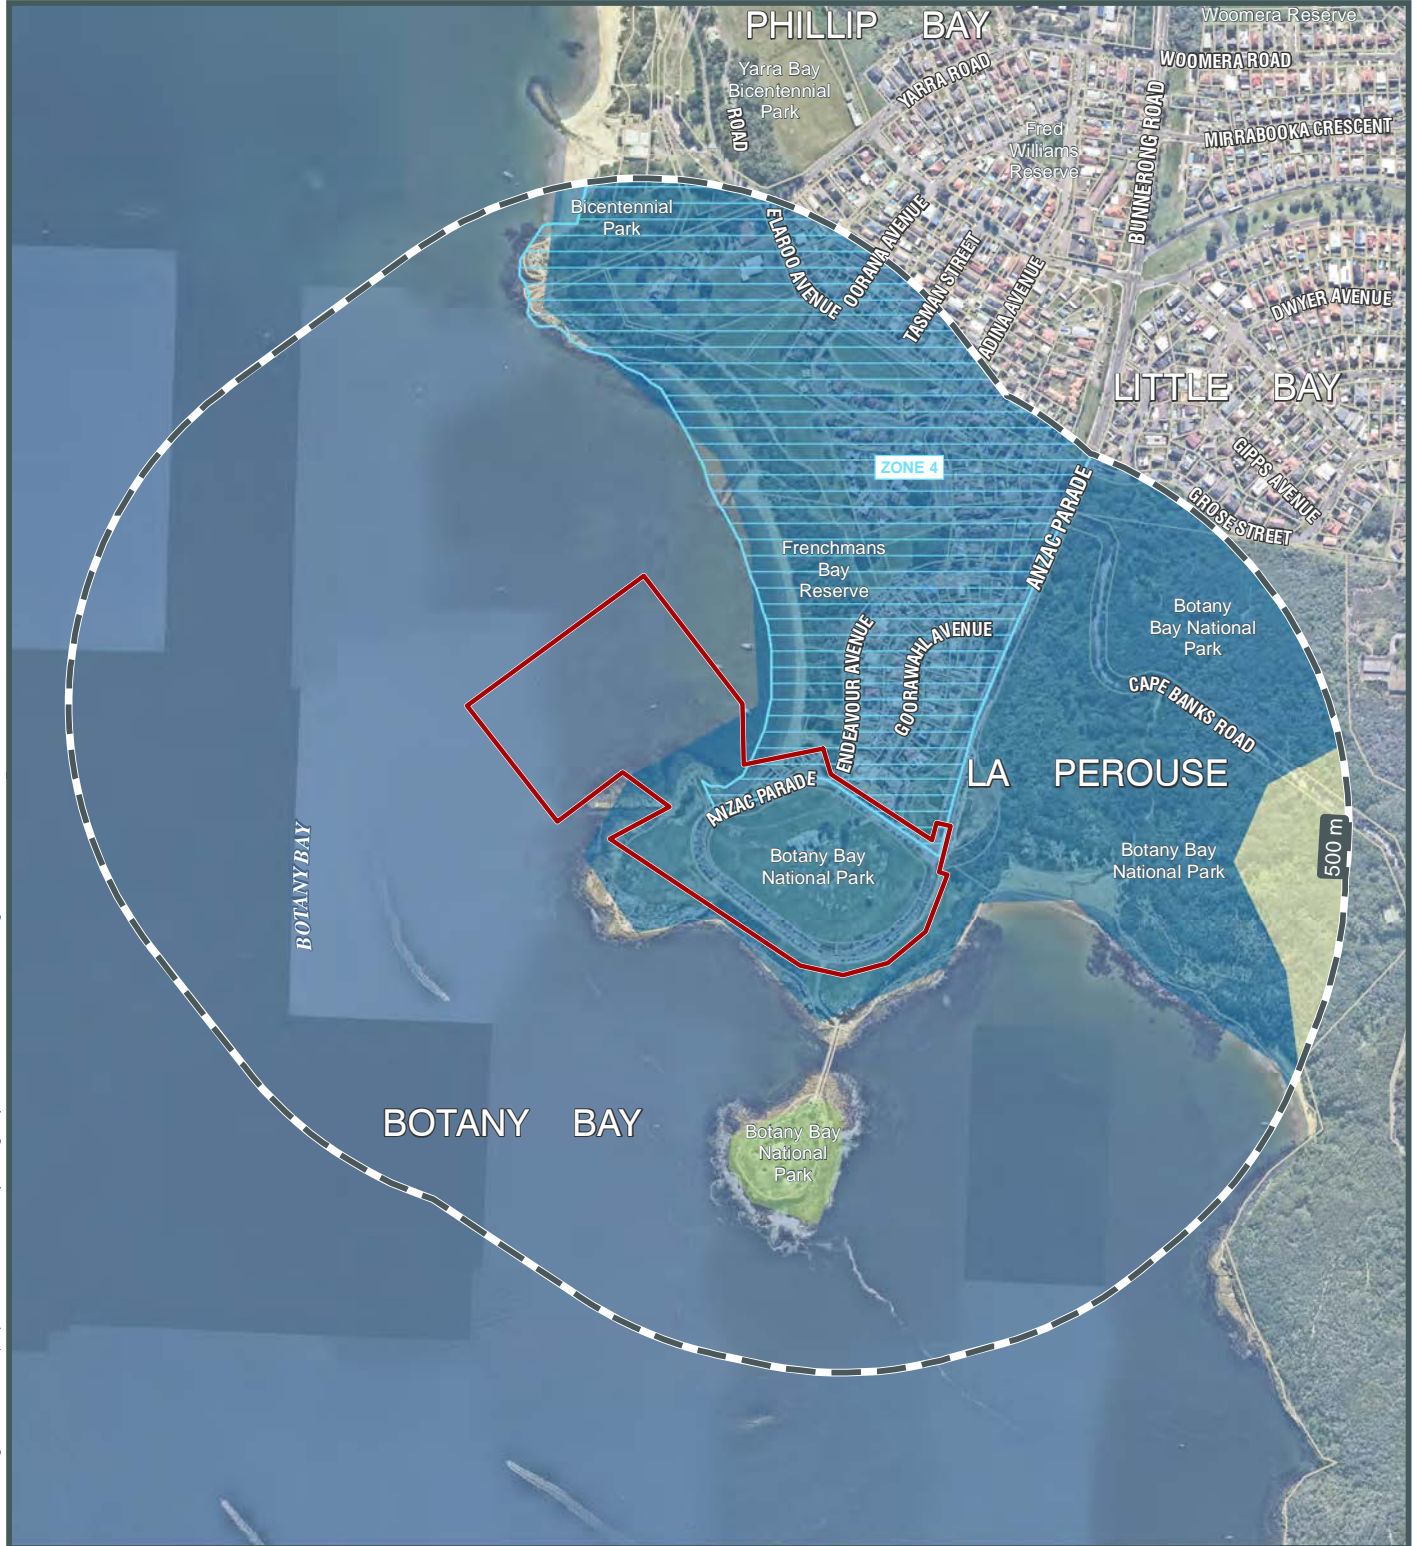 PHILLIP BAY
Woomera Reserve
WOOMERA ROAD
Yarra Bay
Bicentennial
Park
YARRA ROAD
ROAD
BUNNERONG ROAD
MIRRABOOKA CRESCENT
Fred
Williams
Reserve
Bicentennial
Park
ELAROO AVENUE
OORANA AVENUE
TASMAN STREET
ADINA AVENUE
DWYER AVENUE
LITTLE BAY
GIPPS AVENUE
GROSE STREET
ZONE 4
ANZAC PARADE
Frenchmans
Bay
Reserve
Botany
Bay National
Park
ENDEAVOUR AVENUE
GOORAWAHL AVENUE
CAPE BANKS ROAD
LA PEROUSE
ANZAC PARADE
Botany Bay
National Park
Botany Bay
National Park
500 m
BOTANY BAY
BOTANY BAY
Botany Bay
National
Park